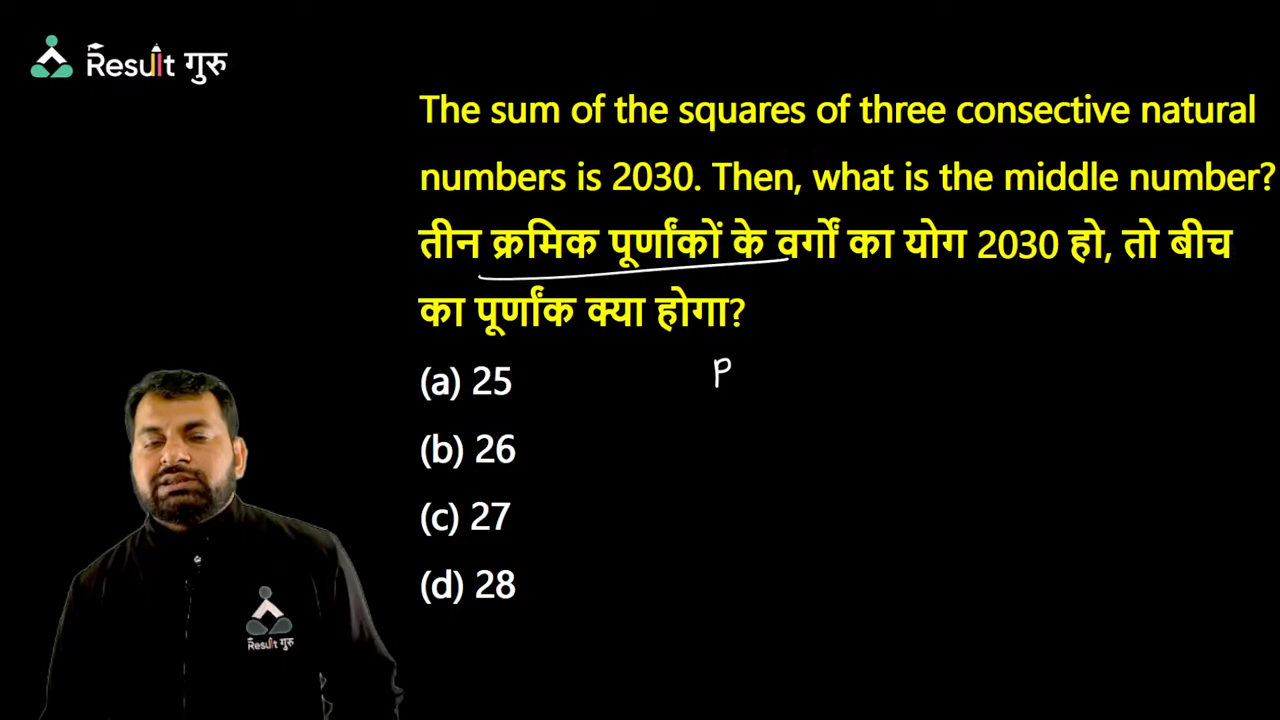 Result गुरु
The sum of the squares of three consective natural
numbers is 2030. Then, what is the middle number?
तीन क्रमिक पूर्णांकों के वर्गों का योग 2030 हो, तो बीच
का पूर्णांक क्या होगा?
(a) 25
P
(b) 26
(c) 27
(d) 28
Result गुरु